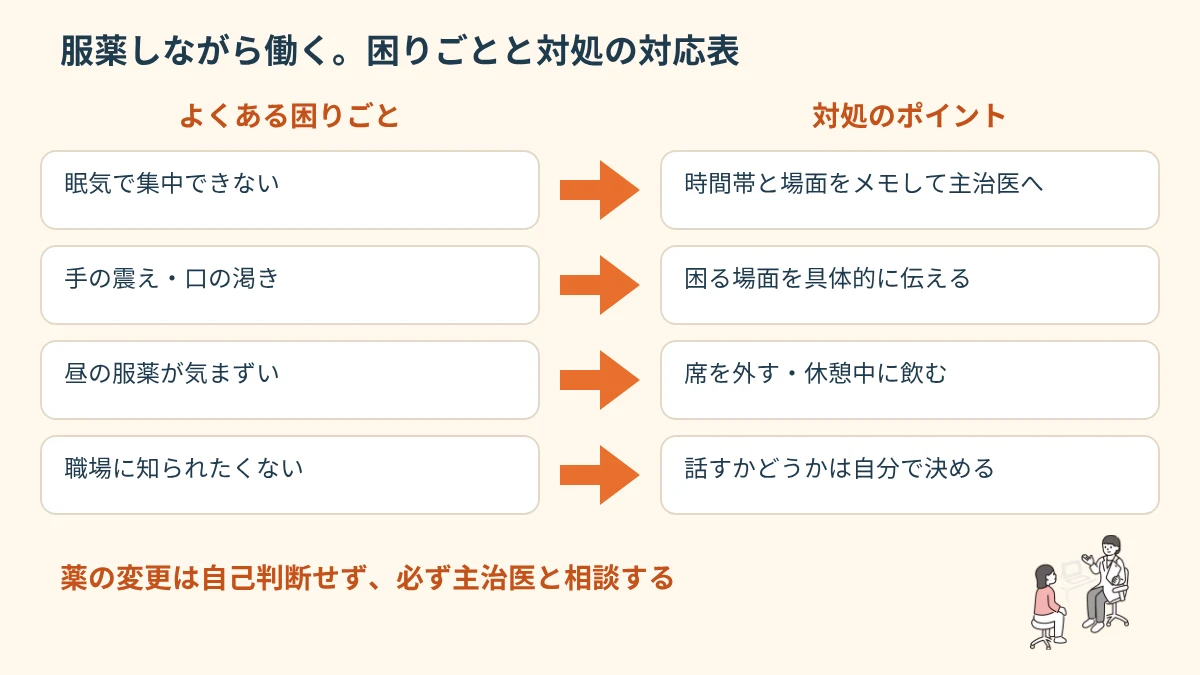 服薬しながら働く。困りごとと対処の対応表
よくある困りごと
対処のポイント
眠気で集中できない
時間帯と場面をメモして主治医へ
手の震え・口の渇き
困る場面を具体的に伝える
昼の服薬が気まずい
席を外す・休憩中に飲む
職場に知られたくない
話すかどうかは自分で決める
薬の変更は自己判断せず、必ず主治医と相談する